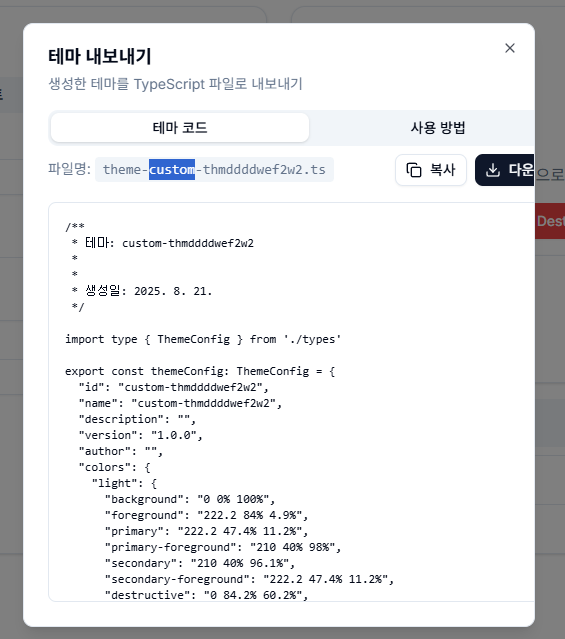 테마 내보내기
생성한 테마를 TypeScript 파일로 내보내기
테마 코드
사용 방법
파일명: theme-custom-thmddddwef2w2.ts
복사
다운
으로
Dest
/**
* 테마: custom-thmddddwef2w2
*
*
* 생성일: 2025. 8. 21.
*/
import type { ThemeConfig } from './types'
export const themeConfig: ThemeConfig = {
"id": "custom-thmddddwef2w2",
"name": "custom-thmddddwef2w2",
"description": "",
"version": "1.0.0",
"author": "",
"colors": {
"light": {
"background": "0 0% 100%",
"foreground": "222.2 84% 4.9%",
"primary": "222.2 47.4% 11.2%",
"primary-foreground": "210 40% 98%",
"secondary": "210 40% 96.1%",
"secondary-foreground": "222.2 47.4% 11.2%",
"destructive": "0 84.2% 60.2%",